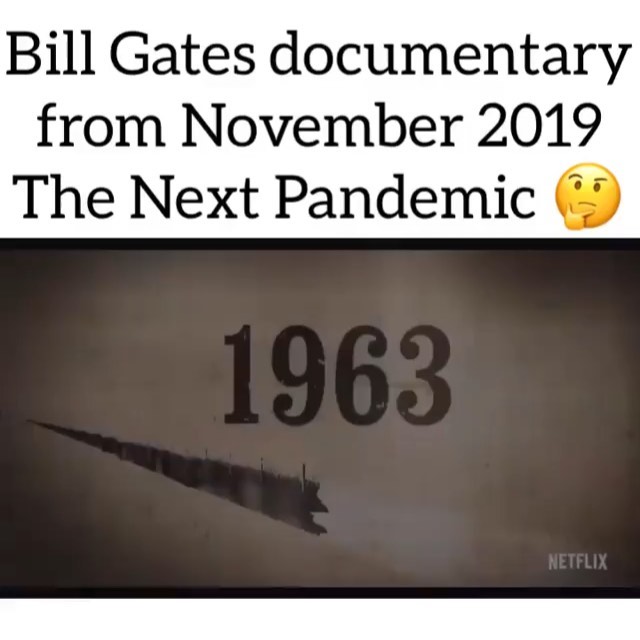 Bill Gates documentary
from November 2019
The Next Pandemic 🤔
1963
NETFLIX